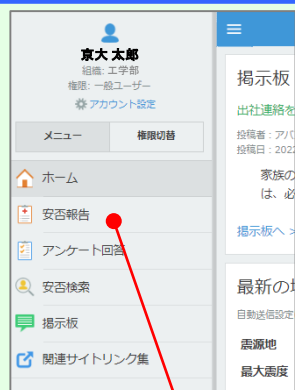 京大 太郎
組織: 工学部
権限: 一般ユーザー
アカウント設定
メニュー 権限切替
ホーム
安否報告
アンケート回答
安否検索
掲示板
関連サイトリンク集
掲示板
出社連絡を
投稿者：アパ
投稿日：202
家族の
は、必
掲示板へ >
最新の
自動送信設定
震源地
最大震度